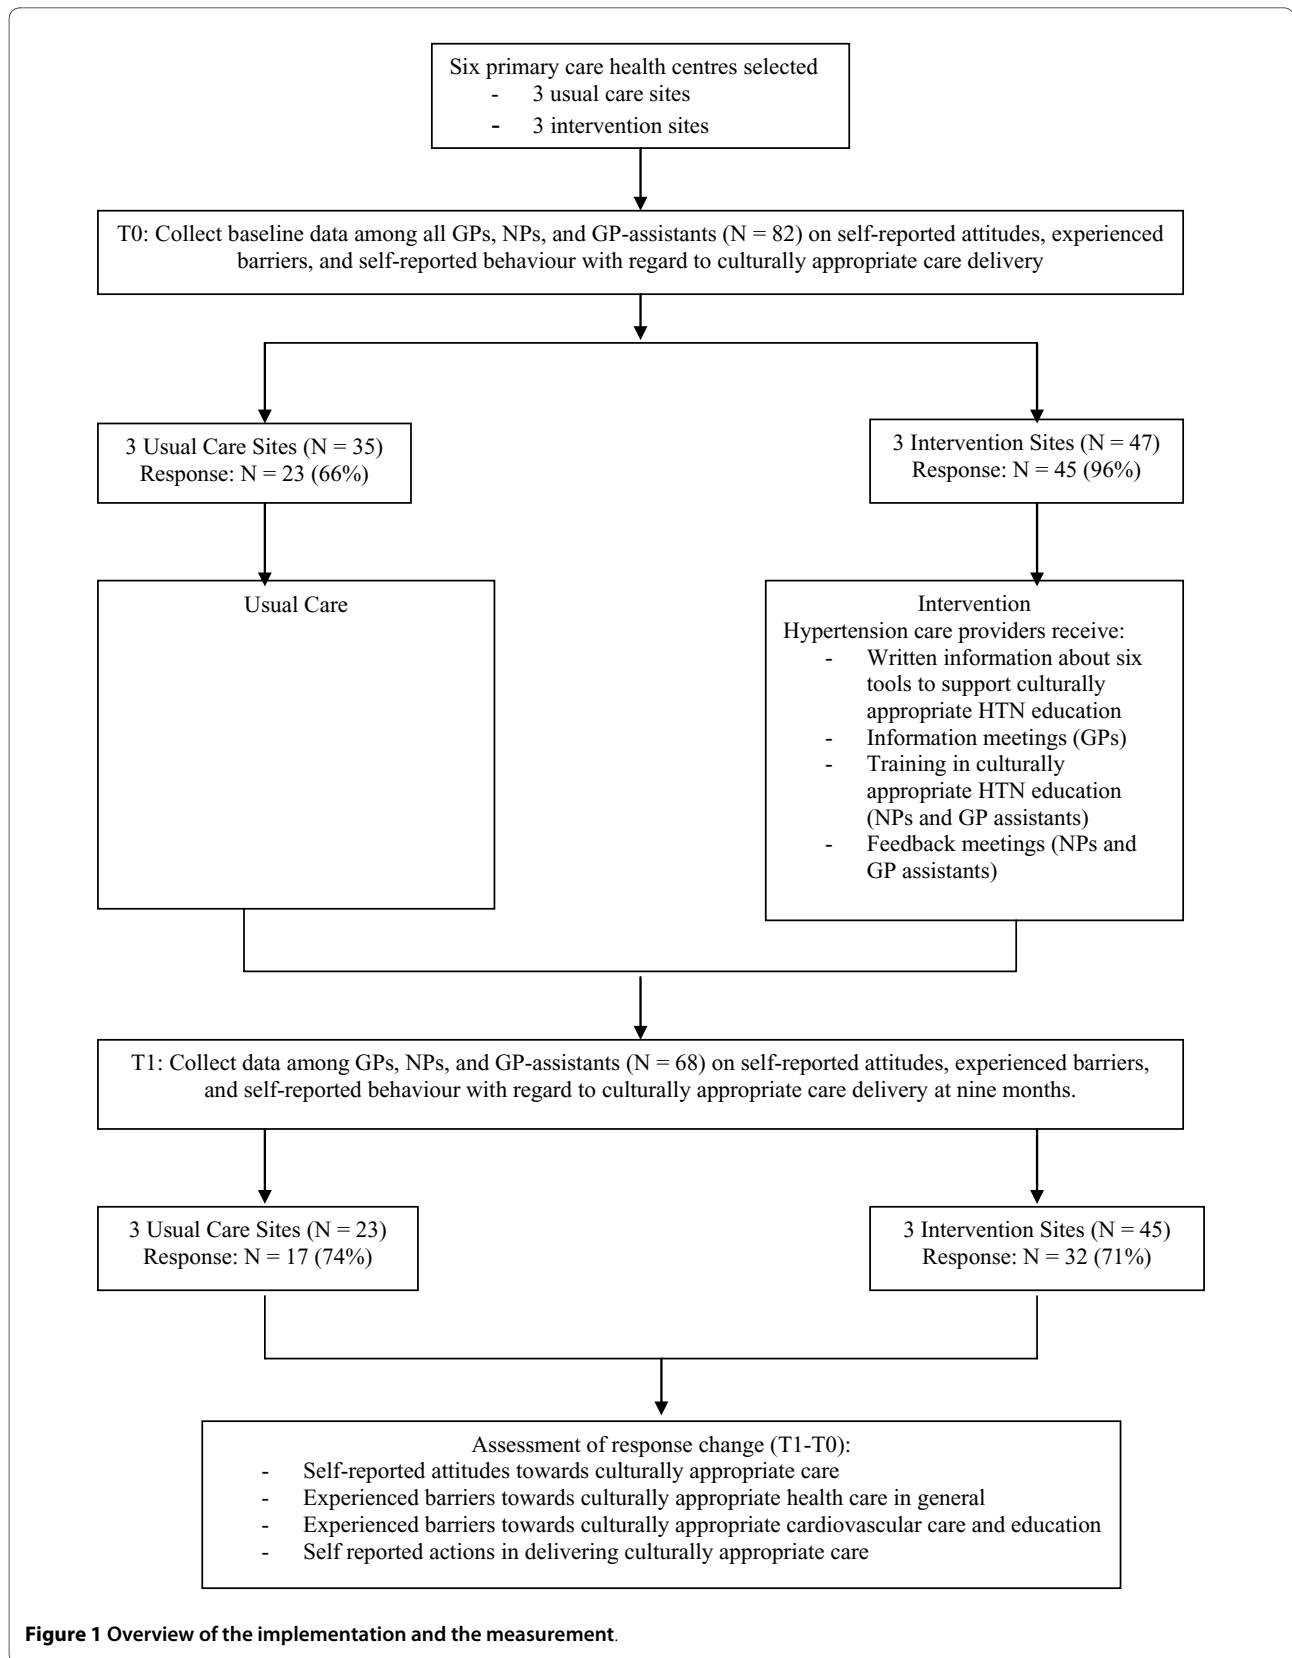 Six primary care health centres selected
- 3 usual care sites
- 3 intervention sites
T0: Collect baseline data among all GPs, NPs, and GP-assistants (N = 82) on self-reported attitudes, experienced
barriers, and self-reported behaviour with regard to culturally appropriate care delivery
3 Usual Care Sites (N = 35)
Response: N = 23 (66%)
3 Intervention Sites (N = 47)
Response: N = 45 (96%)
Usual Care
Intervention
Hypertension care providers receive:
- Written information about six
tools to support culturally
appropriate HTN education
- Information meetings (GPs)
- Training in culturally
appropriate HTN education
(NPs and GP assistants)
- Feedback meetings (NPs and
GP assistants)
T1: Collect data among GPs, NPs, and GP-assistants (N = 68) on self-reported attitudes, experienced barriers,
and self-reported behaviour with regard to culturally appropriate care delivery at nine months.
3 Usual Care Sites (N = 23)
Response: N = 17 (74%)
3 Intervention Sites (N = 45)
Response: N = 32 (71%)
Assessment of response change (T1-T0):
- Self-reported attitudes towards culturally appropriate care
- Experienced barriers towards culturally appropriate health care in general
- Experienced barriers towards culturally appropriate cardiovascular care and education
- Self reported actions in delivering culturally appropriate care
Figure 1 Overview of the implementation and the measurement.